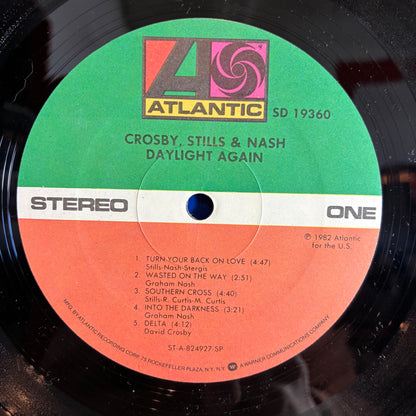 ATLANTIC
SD 19360
CROSBY, STILLS & NASH
DAYLIGHT AGAIN
STEREO
ONE
℗ 1982 Atlantic
for the U.S.
1. TURN YOUR BACK ON LOVE (4:47)
Stills-Nash-Stergis
2. WASTED ON THE WAY (2:51)
Graham Nash
3. SOUTHERN CROSS (4:40)
Stills-R. Curtis-M. Curtis
4. INTO THE DARKNESS (3:21)
Graham Nash
5. DELTA (4:12)
David Crosby
ST-A-824927-SP
MFG. BY ATLANTIC RECORDING CORP., 75 ROCKEFELLER PLAZA, N.Y., N.Y. A WARNER COMMUNICATIONS COMPANY